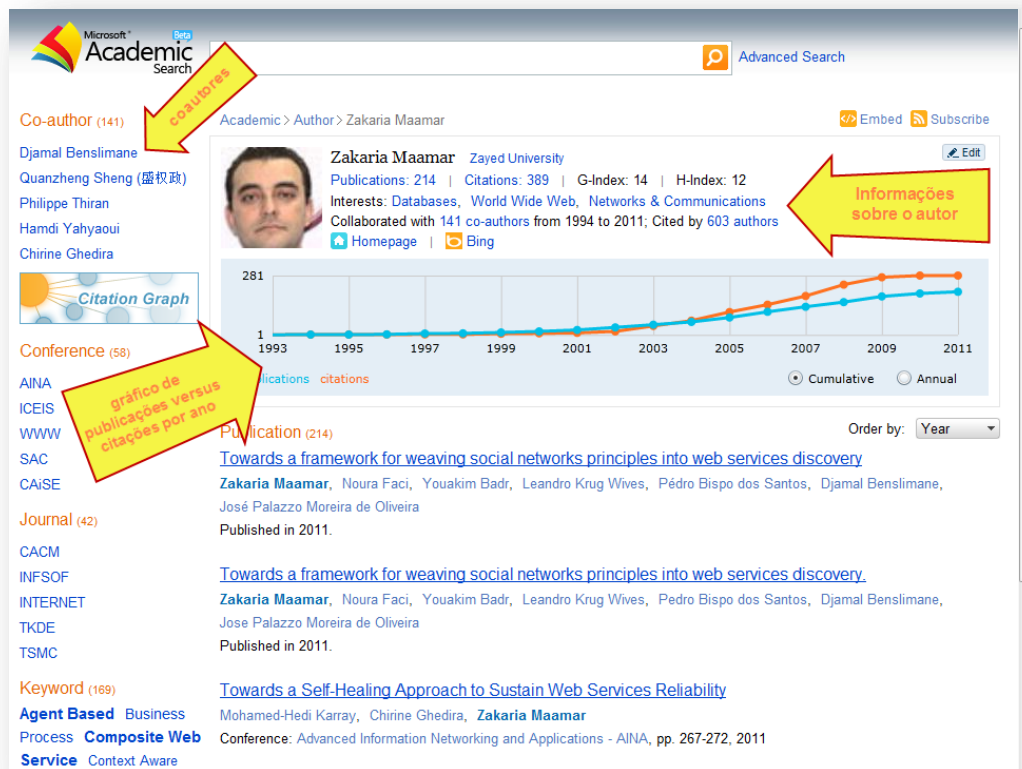 Microsoft Beta
Academic
Search
Advanced Search
coautores
Co-author (141)
Djamal Benslimane
Quanzheng Sheng (盛权政)
Philippe Thiran
Hamdi Yahyaoui
Chirine Ghedira
Citation Graph
Conference (58)
AINA
ICEIS
WWW
SAC
CAiSE
Journal (42)
CACM
INFSOF
INTERNET
TKDE
TSMC
Keyword (169)
Agent Based Business
Process Composite Web
Service Context Aware
Academic > Author > Zakaria Maamar
Embed Subscribe
Edit
Zakaria Maamar Zayed University
Publications: 214 | Citations: 389 | G-Index: 14 | H-Index: 12
Interests: Databases, World Wide Web, Networks & Communications
Collaborated with 141 co-authors from 1994 to 2011; Cited by 603 authors
Homepage | Bing
Informações
sobre o autor
281
1
1993 1995 1997 1999 2001 2003 2005 2007 2009 2011
lications citations
Cumulative Annual
gráfico de
publicações versus
citações por ano
Publication (214)
Order by: Year
Towards a framework for weaving social networks principles into web services discovery
Zakaria Maamar, Noura Faci, Youakim Badr, Leandro Krug Wives, Pédro Bispo dos Santos, Djamal Benslimane,
José Palazzo Moreira de Oliveira
Published in 2011.
Towards a framework for weaving social networks principles into web services discovery.
Zakaria Maamar, Noura Faci, Youakim Badr, Leandro Krug Wives, Pedro Bispo dos Santos, Djamal Benslimane,
Jose Palazzo Moreira de Oliveira
Published in 2011.
Towards a Self-Healing Approach to Sustain Web Services Reliability
Mohamed-Hedi Karray, Chirine Ghedira, Zakaria Maamar
Conference: Advanced Information Networking and Applications - AINA, pp. 267-272, 2011